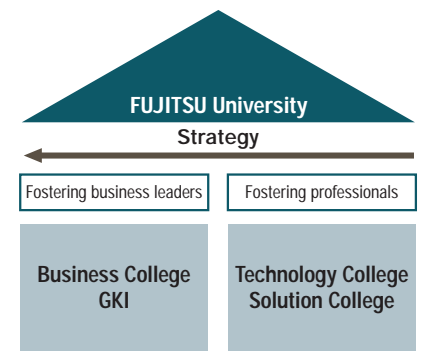 FUJITSU University
Strategy
Fostering business leaders
Fostering professionals
Business College
GKI
Technology College
Solution College